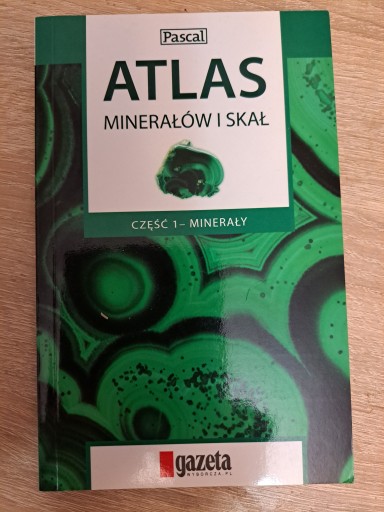 Pascal
ATLAS
MINERAŁÓW I SKAŁ
CZĘŚĆ 1 – MINERAŁY
gazeta
WYBORCZA.PL